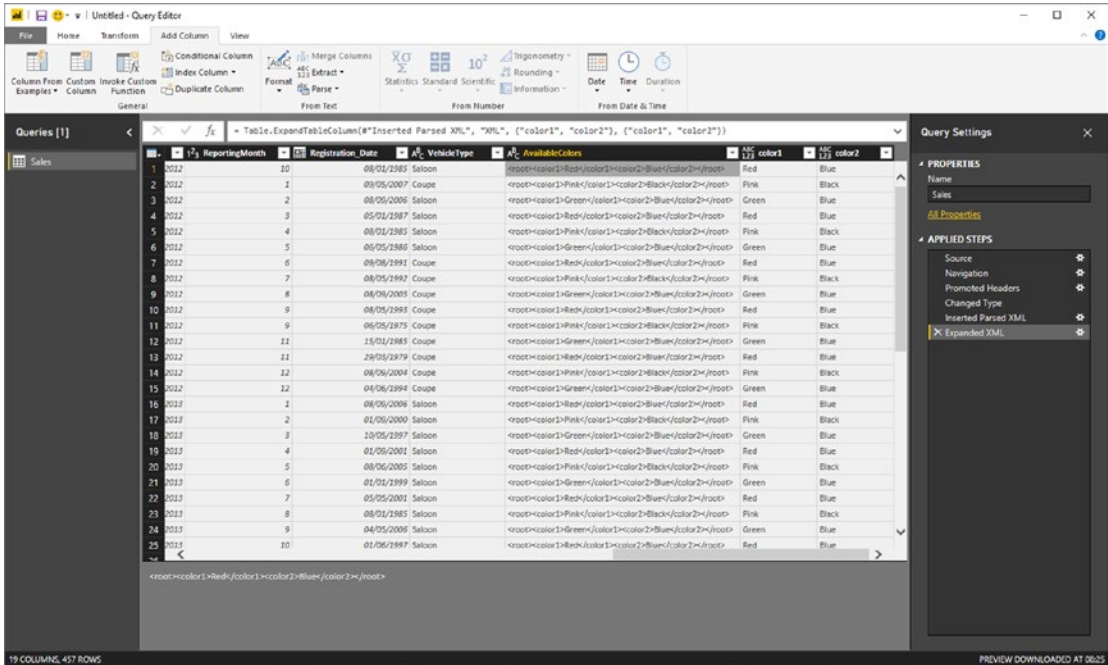 Untitled - Query Editor
File Home Transform Add Column View
Column From Examples Custom Column Invoke Custom Function
Conditional Column
Index Column
Duplicate Column
General
Format
Merge Columns
Extract
Parse
From Text
Statistics Standard Scientific
Trigonometry
Rounding
Information
From Number
Date Time Duration
From Date & Time
Queries [1]
Sales
= Table.ExpandTableColumn(#"Inserted Parsed XML", "XML", {"color1", "color2"}, {"color1", "color2"})
ReportingMonth Registration_Date VehicleType AvailableColors color1 color2
1 2012 10 08/01/1985 Saloon <root><color1>Red</color1><color2>Blue</color2></root> Red Blue
2 2012 1 09/05/2007 Coupe <root><color1>Pink</color1><color2>Black</color2></root> Pink Black
3 2012 2 08/09/2006 Coupe <root><color1>Green</color1><color2>Blue</color2></root> Green Blue
4 2012 3 05/01/1987 Saloon <root><color1>Red</color1><color2>Blue</color2></root> Red Blue
5 2012 4 08/01/1985 Saloon <root><color1>Pink</color1><color2>Black</color2></root> Pink Black
6 2012 5 06/05/1986 Saloon <root><color1>Green</color1><color2>Blue</color2></root> Green Blue
7 2012 6 09/08/1991 Coupe <root><color1>Red</color1><color2>Blue</color2></root> Red Blue
8 2012 7 08/05/1992 Coupe <root><color1>Pink</color1><color2>Black</color2></root> Pink Black
9 2012 8 08/09/2005 Coupe <root><color1>Green</color1><color2>Blue</color2></root> Green Blue
10 2012 9 08/05/1993 Coupe <root><color1>Red</color1><color2>Blue</color2></root> Red Blue
11 2012 9 06/05/1975 Coupe <root><color1>Pink</color1><color2>Black</color2></root> Pink Black
12 2012 11 15/01/1985 Coupe <root><color1>Green</color1><color2>Blue</color2></root> Green Blue
13 2012 11 29/03/1979 Coupe <root><color1>Red</color1><color2>Blue</color2></root> Red Blue
14 2012 12 08/09/2004 Coupe <root><color1>Pink</color1><color2>Black</color2></root> Pink Black
15 2012 12 04/06/1994 Coupe <root><color1>Green</color1><color2>Blue</color2></root> Green Blue
16 2013 1 08/09/2006 Saloon <root><color1>Red</color1><color2>Blue</color2></root> Red Blue
17 2013 2 01/09/2000 Saloon <root><color1>Pink</color1><color2>Black</color2></root> Pink Black
18 2013 3 10/05/1997 Saloon <root><color1>Green</color1><color2>Blue</color2></root> Green Blue
19 2013 4 01/09/2001 Saloon <root><color1>Red</color1><color2>Blue</color2></root> Red Blue
20 2013 5 08/06/2005 Saloon <root><color1>Pink</color1><color2>Black</color2></root> Pink Black
21 2013 6 01/01/1999 Saloon <root><color1>Green</color1><color2>Blue</color2></root> Green Blue
22 2013 7 05/05/2001 Saloon <root><color1>Red</color1><color2>Blue</color2></root> Red Blue
23 2013 8 08/01/1985 Saloon <root><color1>Pink</color1><color2>Black</color2></root> Pink Black
24 2013 9 04/05/2006 Saloon <root><color1>Green</color1><color2>Blue</color2></root> Green Blue
25 2013 10 01/06/1997 Saloon <root><color1>Red</color1><color2>Blue</color2></root> Red Blue
<root><color1>Red</color1><color2>Blue</color2></root>
Query Settings
PROPERTIES
Name
Sales
All Properties
APPLIED STEPS
Source
Navigation
Promoted Headers
Changed Type
Inserted Parsed XML
Expanded XML
19 COLUMNS, 457 ROWS
PREVIEW DOWNLOADED AT 08:25